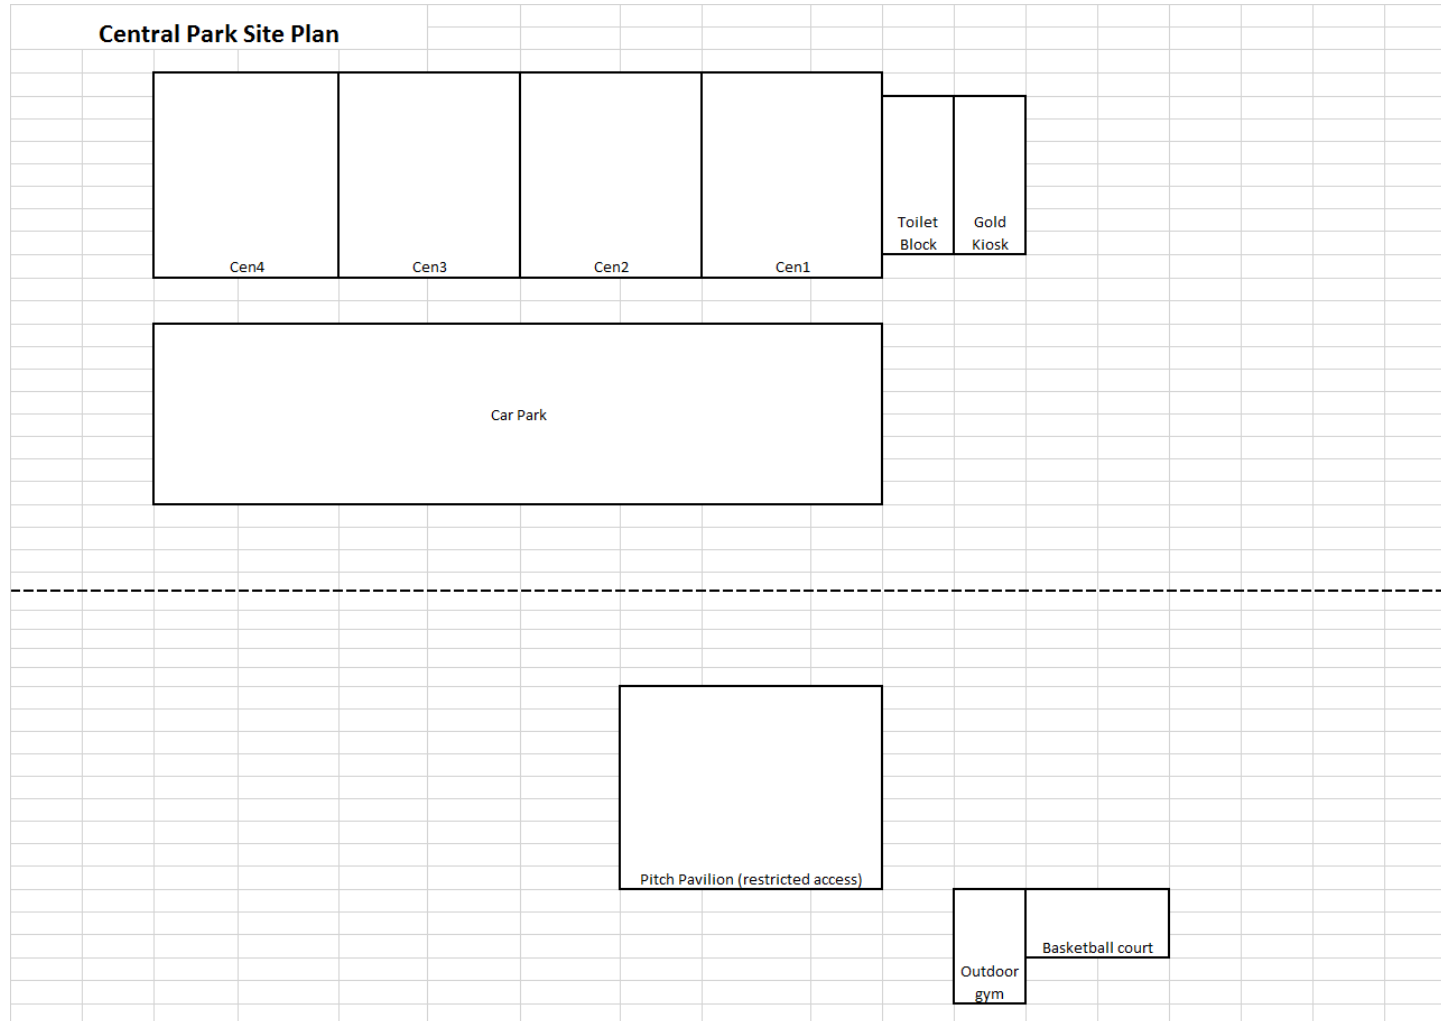 Central Park Site Plan
Toilet
Block
Gold
Kiosk
Cen4
Cen3
Cen2
Cen1
Car Park
Pitch Pavilion (restricted access)
Basketball court
Outdoor
gym